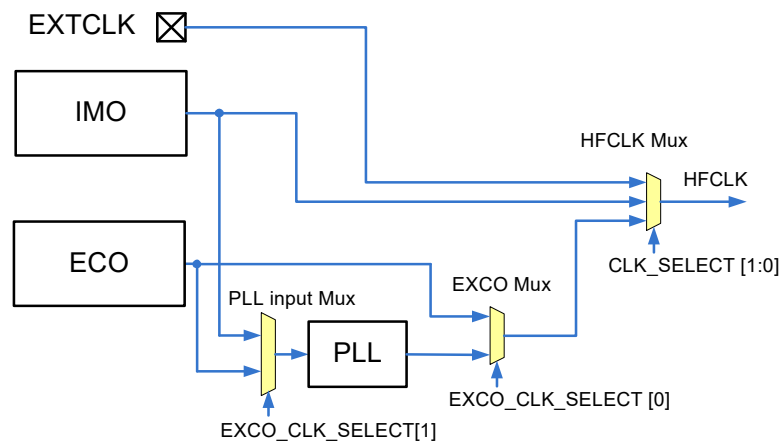 EXTCLK
IMO
HFCLK Mux
HFCLK
ECO
CLK_SELECT [1:0]
PLL input Mux
EXCO Mux
PLL
EXCO_CLK_SELECT [0]
EXCO_CLK_SELECT[1]